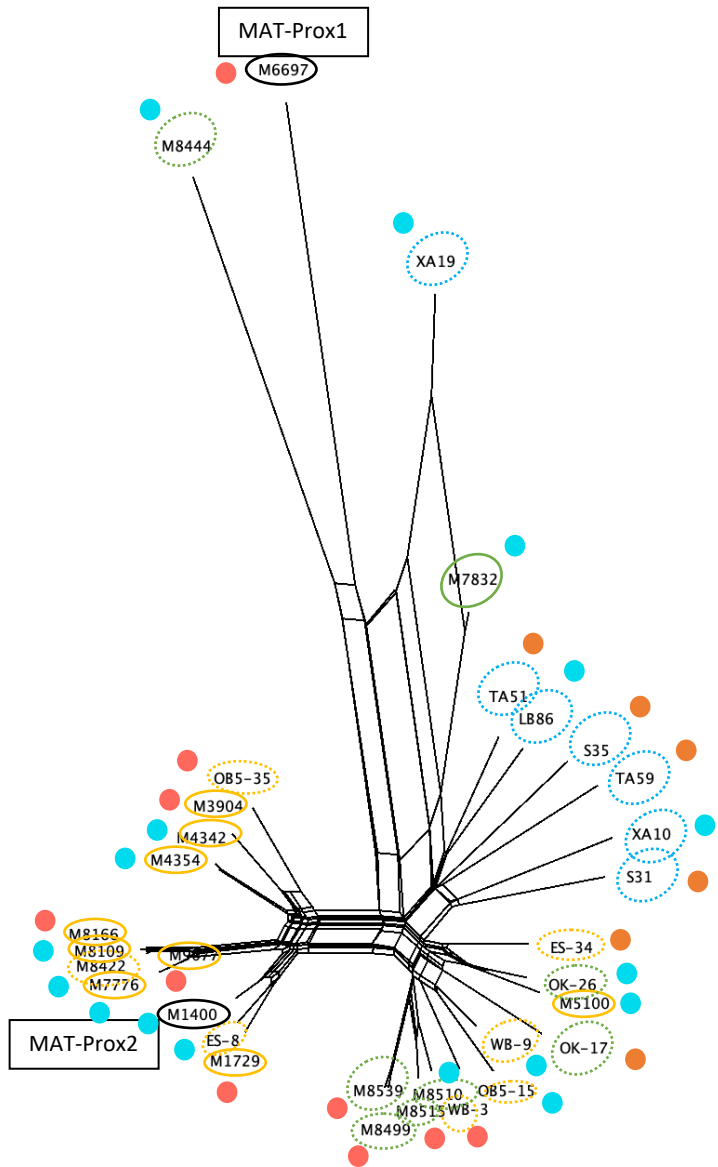 MAT-Prox1
M6697
M8444
XA19
M7832
TA51
LB86
S35
TA59
OB5-35
M3904
M4342
M4354
XA10
S31
M8166
M8109
M8422
M9677
M7776
ES-34
OK-26
M5100
M1400
MAT-Prox2
ES-8
M1729
WB-9
OK-17
M8539
M8510
OB5-15
M8515
WB-3
M8499